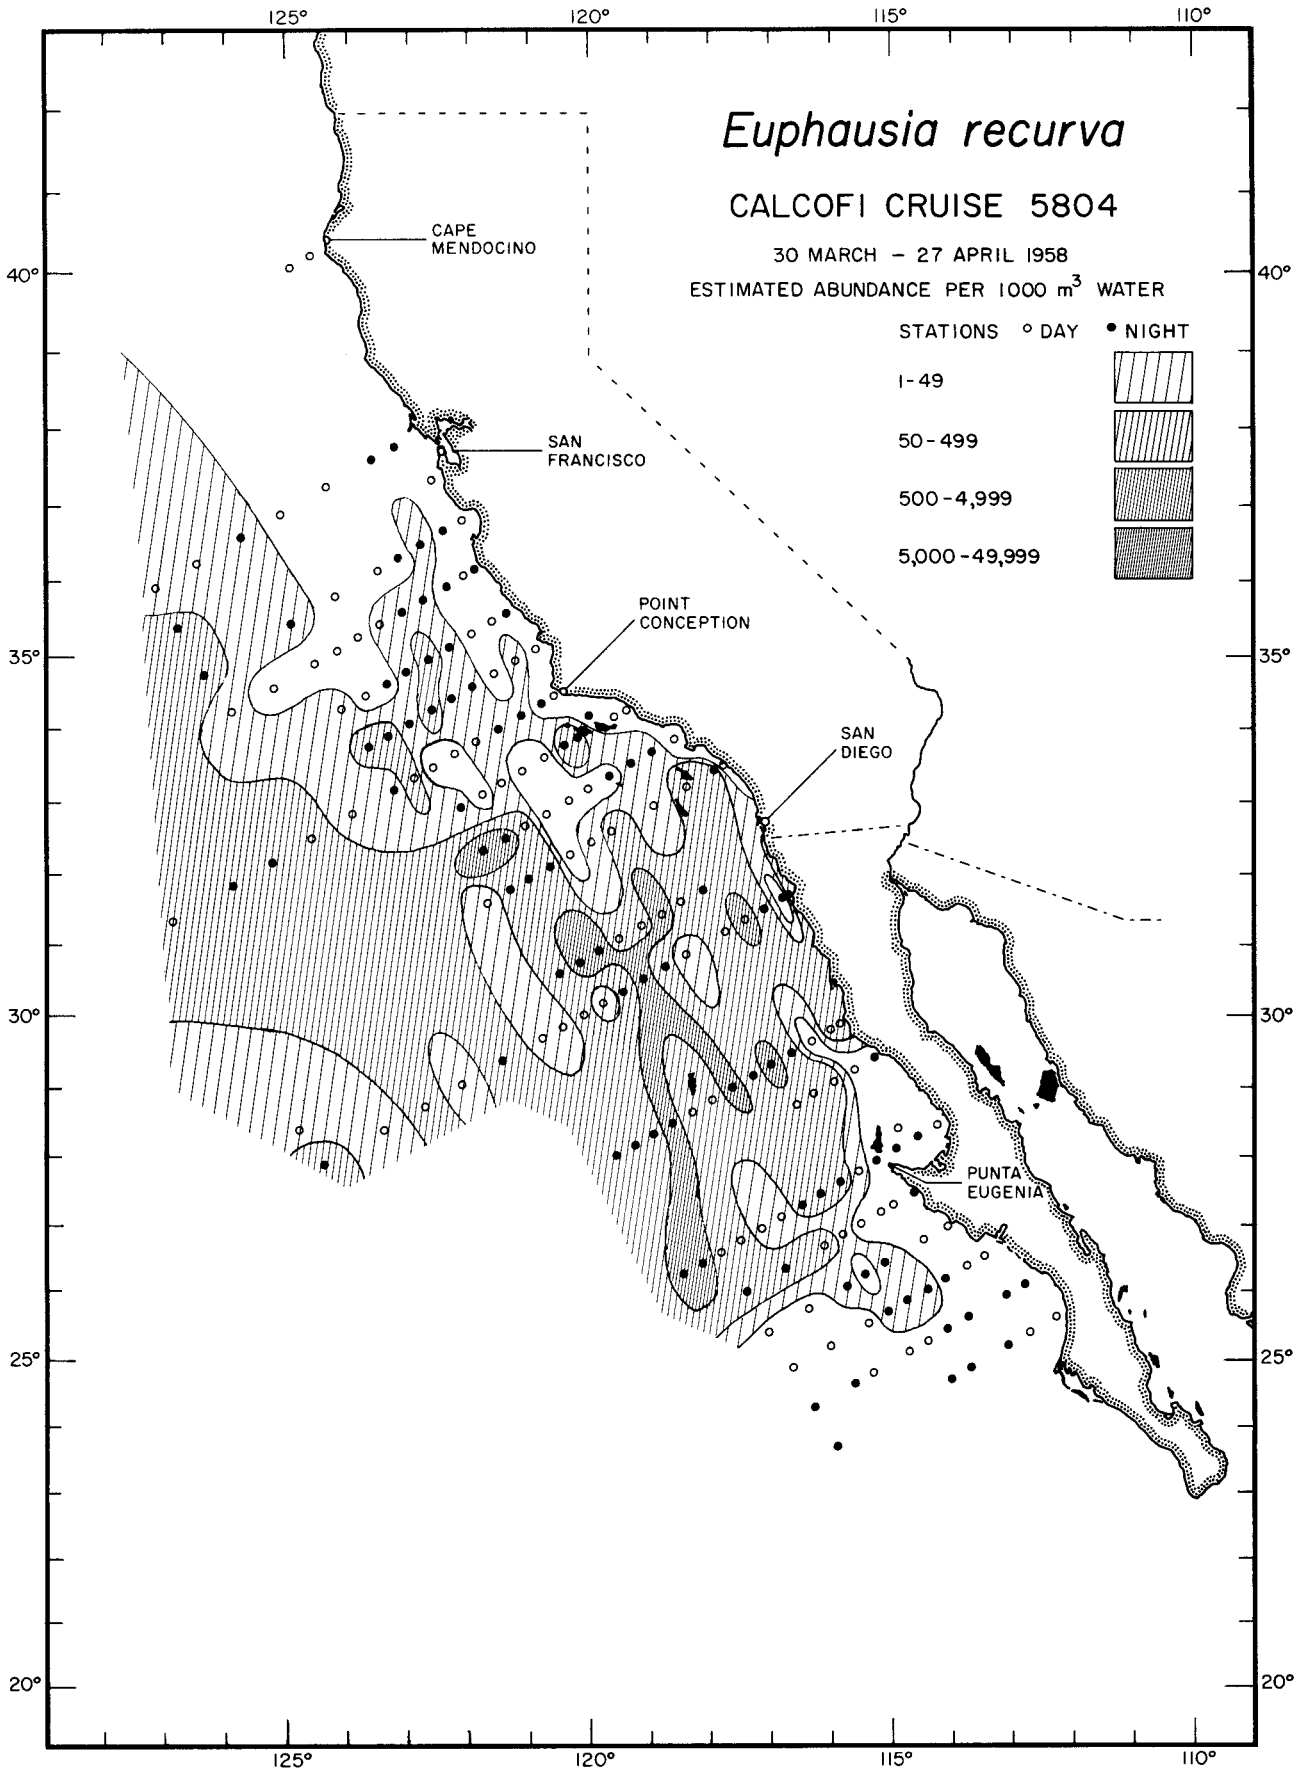 125° 120° 115° 110°
Euphausia recurva
CALCOFI CRUISE 5804
30 MARCH – 27 APRIL 1958
ESTIMATED ABUNDANCE PER 1000 m³ WATER
STATIONS ○ DAY ● NIGHT
1-49
50-499
500-4,999
5,000-49,999
CAPE
MENDOCINO
40° 40°
SAN
FRANCISCO
POINT
CONCEPTION
35° 35°
SAN
DIEGO
30° 30°
PUNTA
EUGENIA
25° 25°
20° 20°
125° 120° 115° 110°